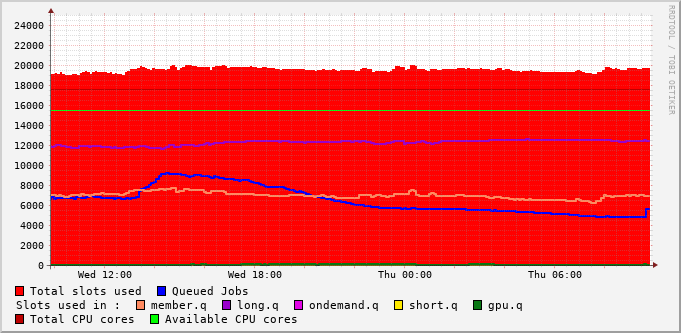 24000
22000
20000
18000
16000
14000
12000
10000
8000
6000
4000
2000
0
Wed 12:00 Wed 18:00 Thu 00:00 Thu 06:00
RRDTOOL / TOBI OETIKER
Total slots used Queued Jobs
Slots used in : member.q long.q ondemand.q short.q gpu.q
Total CPU cores Available CPU cores